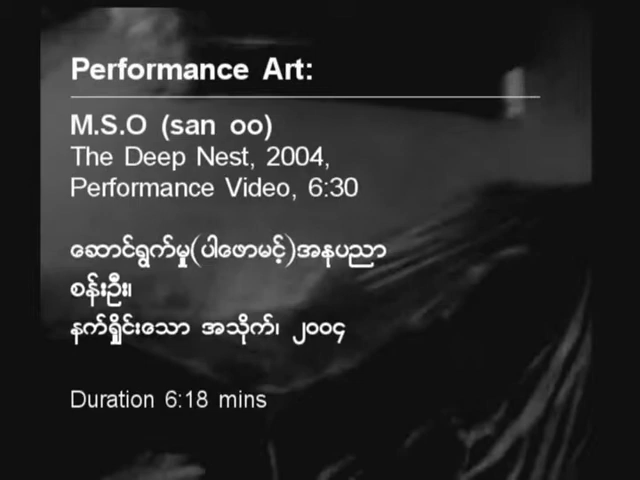 Performance Art:
M.S.O (san oo)
The Deep Nest, 2004,
Performance Video, 6:30
ဆောင်ရွက်မှု(ပါဖောမင့်)အနုပညာ
စန်းဦး၊
နက်ရှိုင်းသော အသိုက်၊ ၂၀၀၄
Duration 6:18 mins